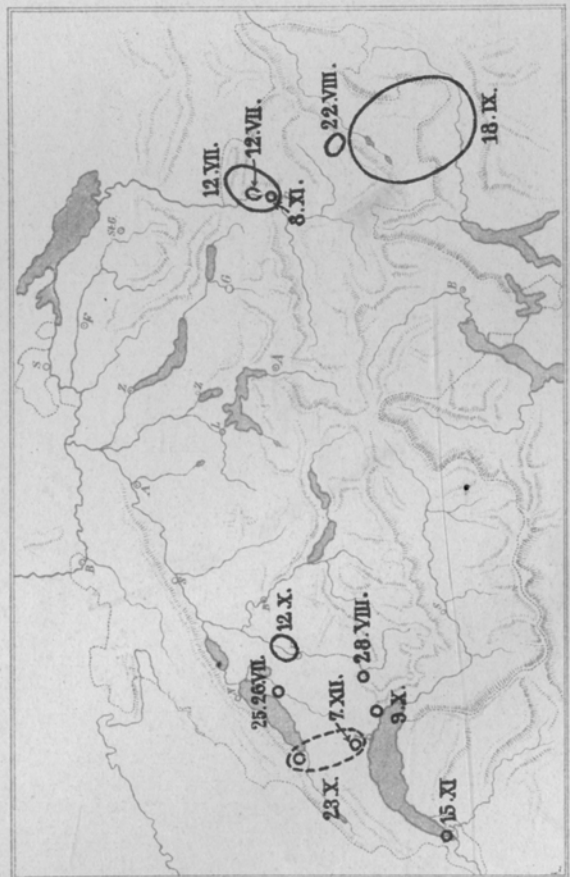 B
S
F
St.G
A
Z
S
Z
L
G
N
B
A
12.VII.
12.VII.
8.XI.
25.26.VII.
12.X.
22.VIII.
23.X.
7.XII.
28.VIII.
9.X.
S
B
15.XI
18.IX.